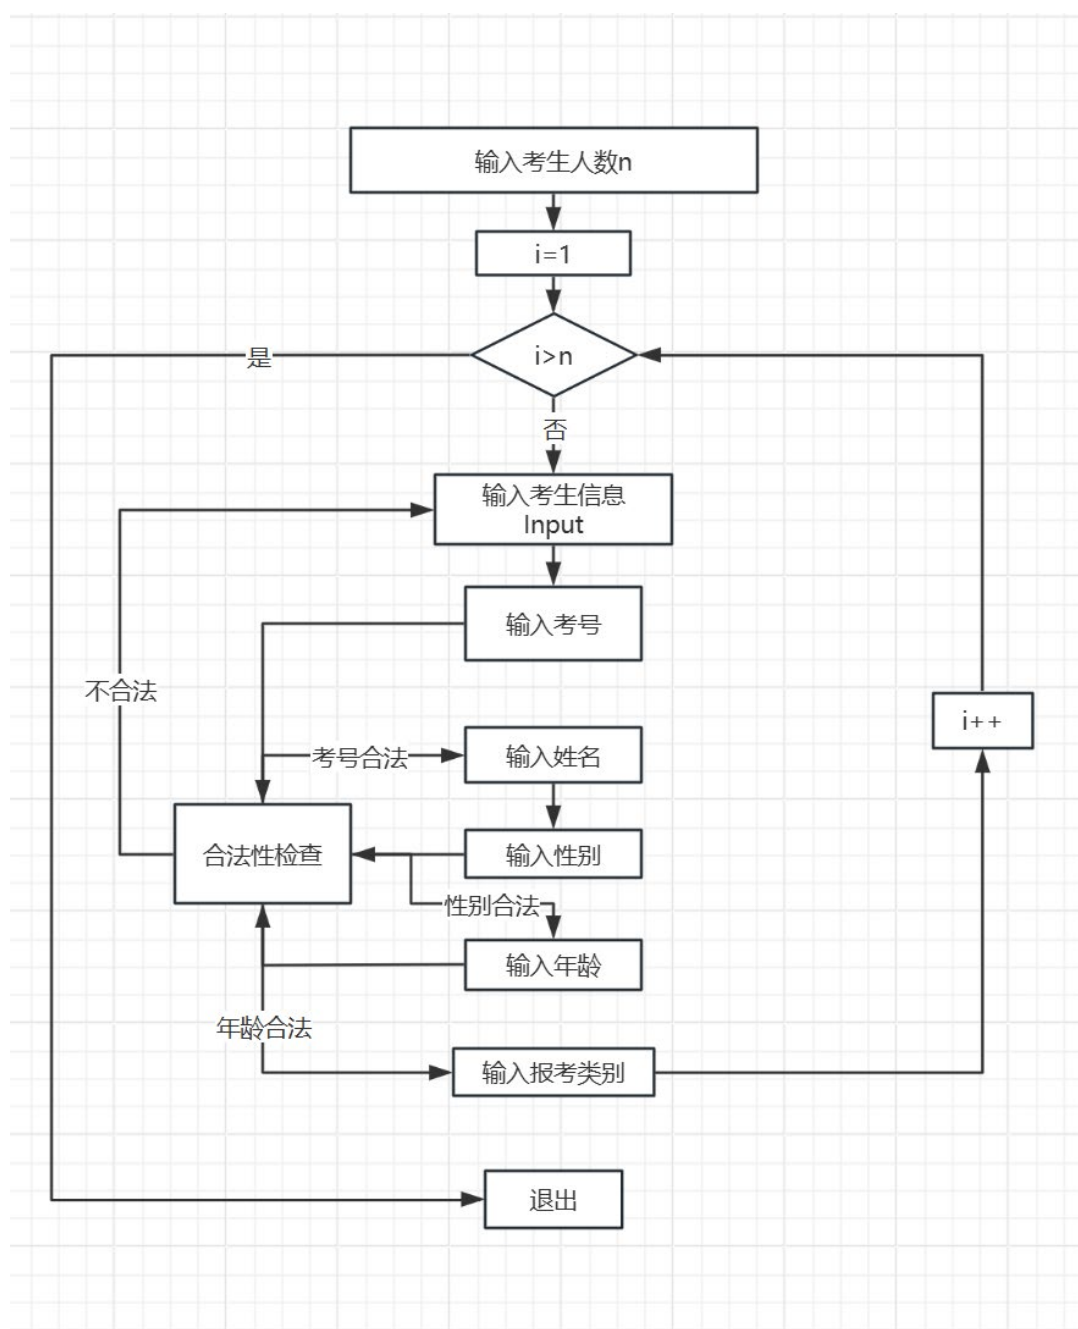 输入考生人数n
i=1
i>n
是
否
输入考生信息
Input
输入考号
不合法
i++
考号合法
输入姓名
合法性检查
输入性别
性别合法
输入年龄
年龄合法
输入报考类别
退出